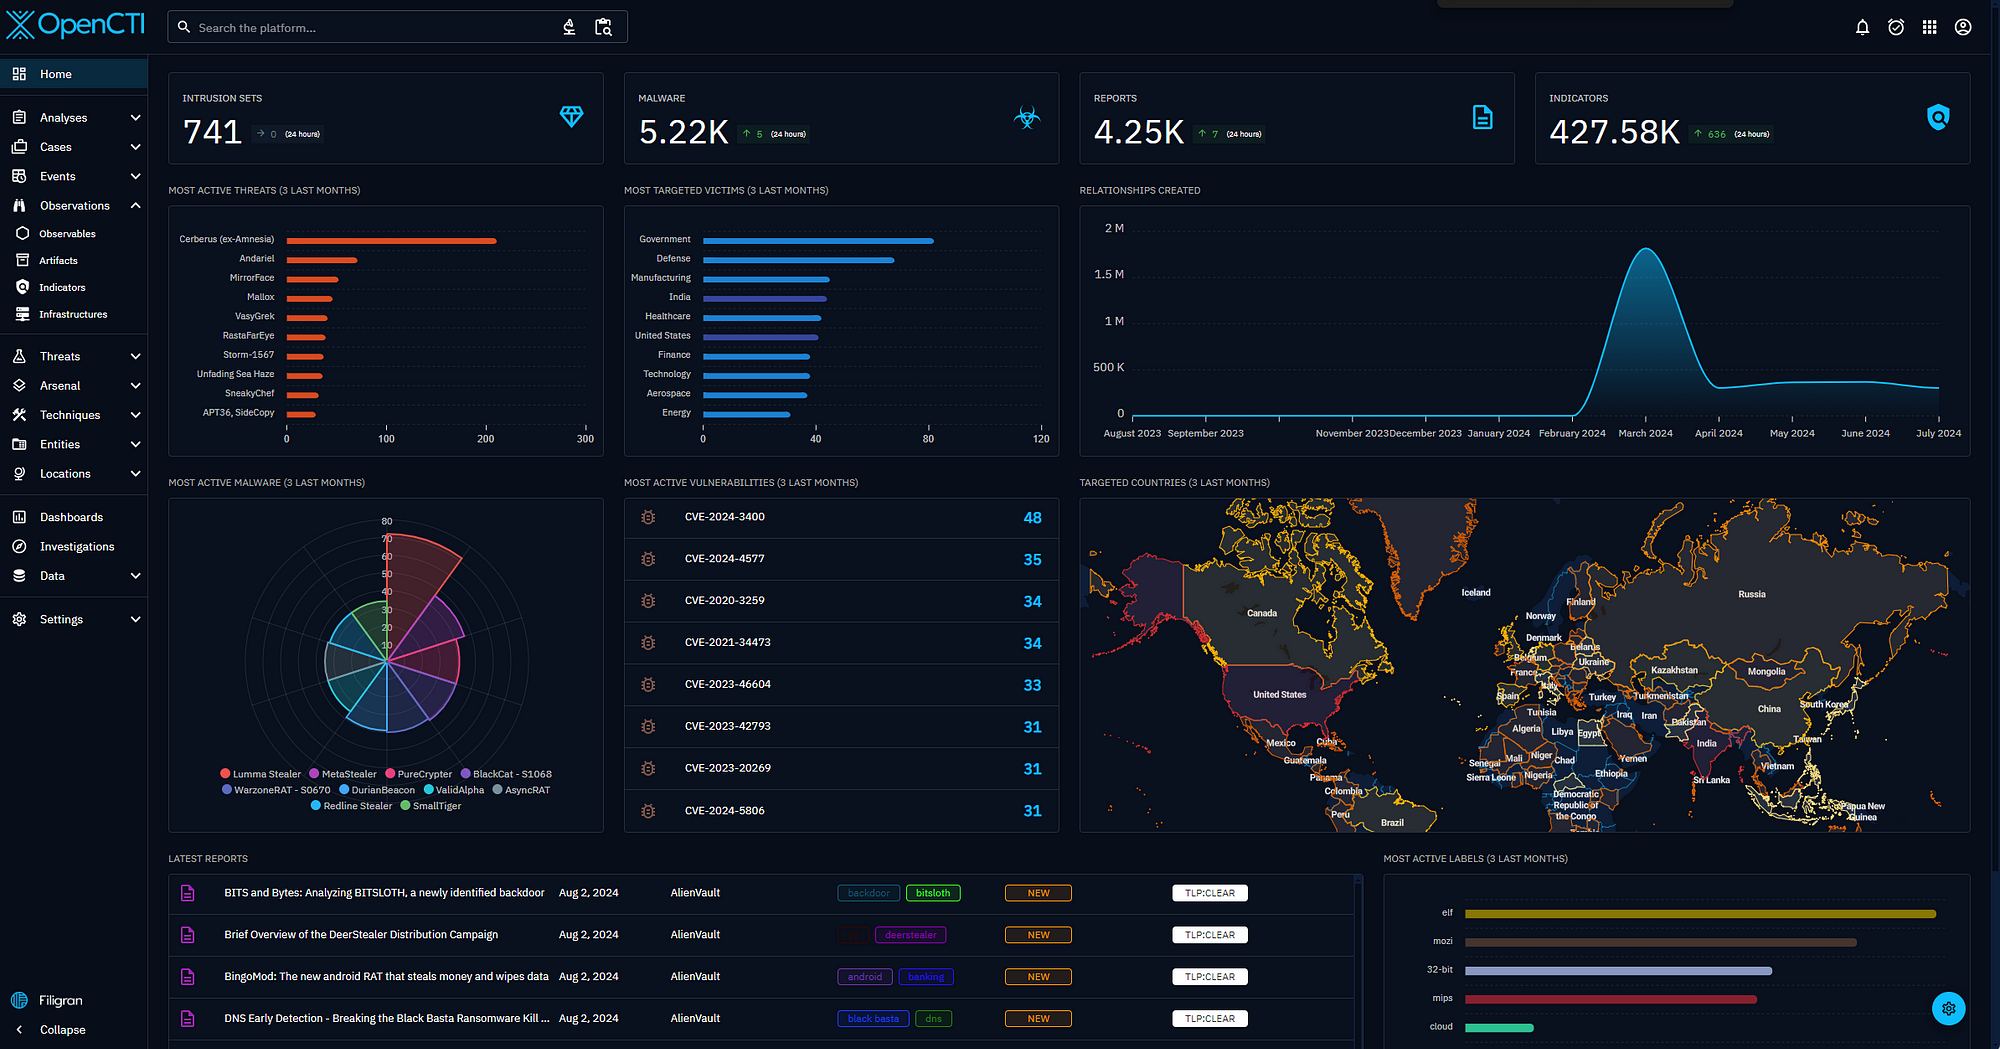 OpenCTI
Search the platform...
Home
Analyses
Cases
Events
Observations
Observables
Artifacts
Indicators
Infrastructures
Threats
Arsenal
Techniques
Entities
Locations
Dashboards
Investigations
Data
Settings
Filigran
Collapse
INTRUSION SETS
741 → 0 (24 hours)
MALWARE
5.22K ↑ 5 (24 hours)
REPORTS
4.25K ↑ 7 (24 hours)
INDICATORS
427.58K ↑ 636 (24 hours)
MOST ACTIVE THREATS (3 LAST MONTHS)
Cerberus (ex-Amnesia)
Andariel
MirrorFace
Mallox
VasyGrek
RastaFarEye
Storm-1567
Unfading Sea Haze
SneakyChef
APT36, SideCopy
0 100 200 300
MOST TARGETED VICTIMS (3 LAST MONTHS)
Government
Defense
Manufacturing
India
Healthcare
United States
Finance
Technology
Aerospace
Energy
0 40 80 120
RELATIONSHIPS CREATED
2 M
1.5 M
1 M
500 K
0
August 2023 September 2023 November 2023 December 2023 January 2024 February 2024 March 2024 April 2024 May 2024 June 2024 July 2024
MOST ACTIVE MALWARE (3 LAST MONTHS)
80
70
60
50
40
30
20
10
Lumma Stealer MetaStealer PureCrypter BlackCat - S1068
WarzoneRAT - S0670 DurianBeacon ValidAlpha AsyncRAT
Redline Stealer SmallTiger
MOST ACTIVE VULNERABILITIES (3 LAST MONTHS)
CVE-2024-3400 48
CVE-2024-4577 35
CVE-2020-3259 34
CVE-2021-34473 34
CVE-2023-46604 33
CVE-2023-42793 31
CVE-2023-20269 31
CVE-2024-5806 31
TARGETED COUNTRIES (3 LAST MONTHS)
Iceland
Russia
Finland
Canada
Norway
Denmark
Belarus
Belgium
Ukraine
France
Kazakhstan
Mongolia
Italy
United States
Spain
Turkey
Turkmenistan
South Korea
China
Tunisia
Iraq
Iran
Pakistan
Algeria
Libya
Egypt
Taiwan
Mexico
Cuba
India
Guatemala
Senegal
Mali
Niger
Chad
Yemen
Vietnam
Panama
Sierra Leone
Nigeria
Ethiopia
Sri Lanka
Colombia
Democratic
Republic of
the Congo
Papua New
Guinea
Peru
Brazil
LATEST REPORTS
BITS and Bytes: Analyzing BITSLOTH, a newly identified backdoor Aug 2, 2024 AlienVault backdoor bitsloth NEW TLP:CLEAR
Brief Overview of the DeerStealer Distribution Campaign Aug 2, 2024 AlienVault deerstealer NEW TLP:CLEAR
BingoMod: The new android RAT that steals money and wipes data Aug 2, 2024 AlienVault android banking NEW TLP:CLEAR
DNS Early Detection - Breaking the Black Basta Ransomware Kill ... Aug 2, 2024 AlienVault black basta dns NEW TLP:CLEAR
MOST ACTIVE LABELS (3 LAST MONTHS)
elf
mozi
32-bit
mips
cloud